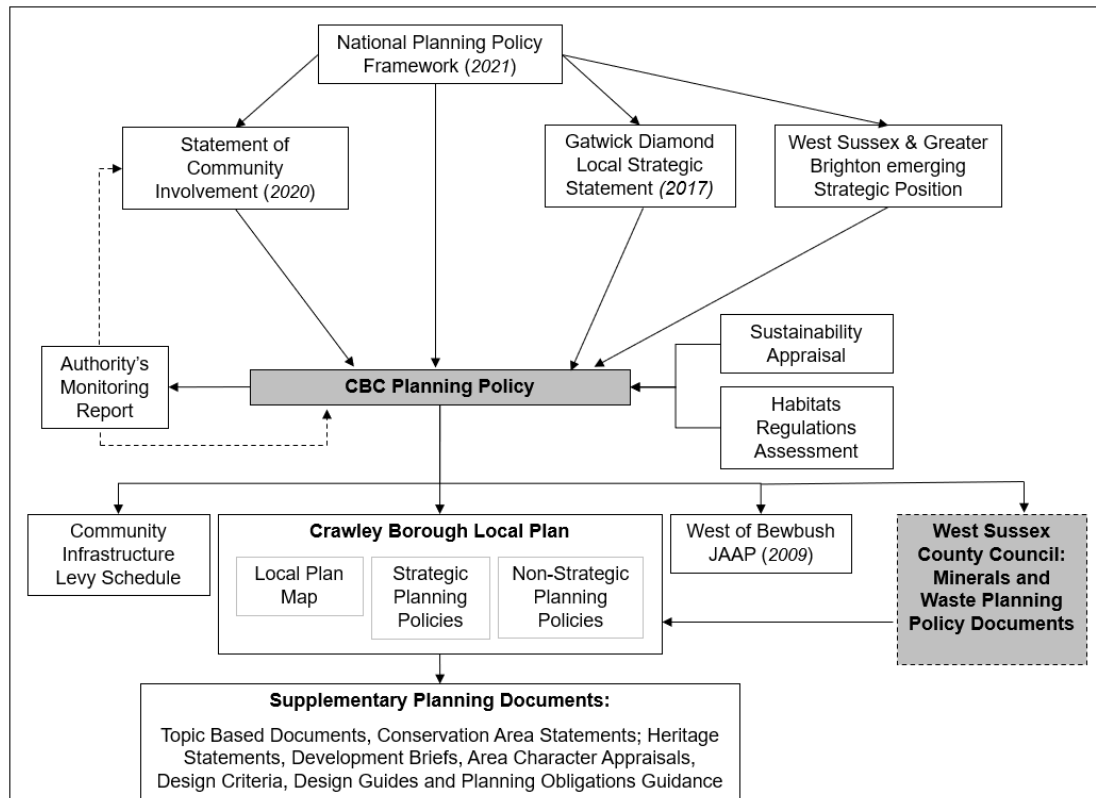 National Planning Policy
Framework (2021)
Statement of
Community
Involvement (2020)
Gatwick Diamond
Local Strategic
Statement (2017)
West Sussex & Greater
Brighton emerging
Strategic Position
Authority's
Monitoring
Report
CBC Planning Policy
Sustainability
Appraisal
Habitats
Regulations
Assessment
Community
Infrastructure
Levy Schedule
Crawley Borough Local Plan
Local Plan
Map
Strategic
Planning
Policies
Non-Strategic
Planning
Policies
West of Bewbush
JAAP (2009)
West Sussex
County Council:
Minerals and
Waste Planning
Policy Documents
Supplementary Planning Documents:
Topic Based Documents, Conservation Area Statements; Heritage
Statements, Development Briefs, Area Character Appraisals,
Design Criteria, Design Guides and Planning Obligations Guidance